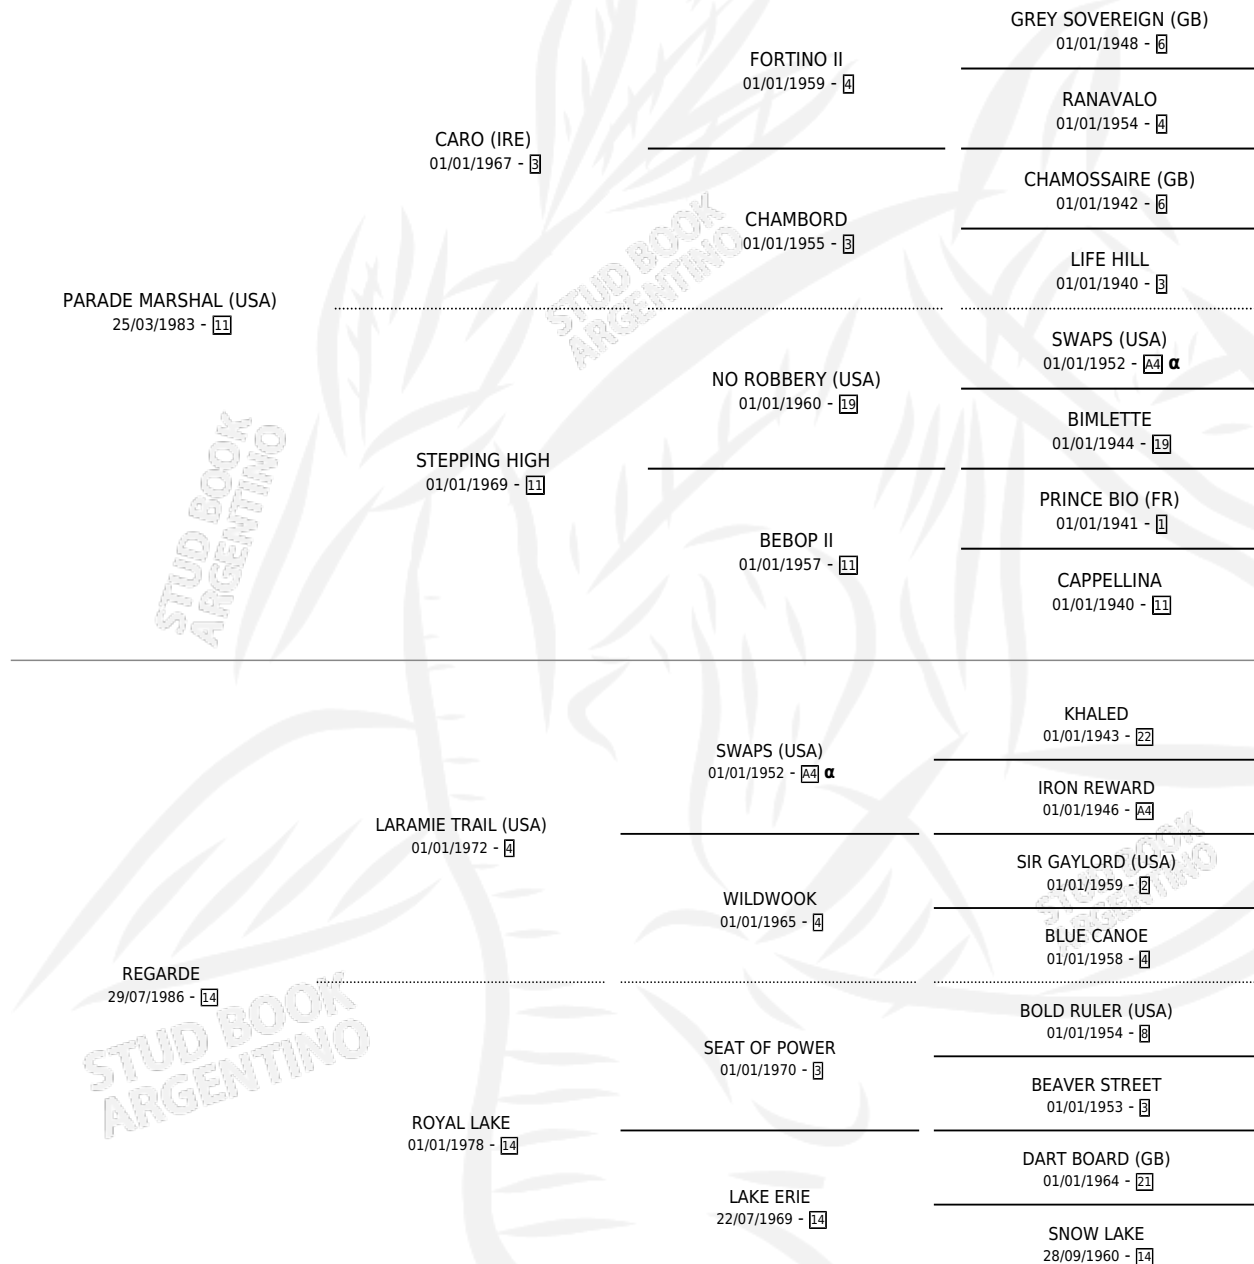 GREY SOVEREIGN (GB)
01/01/1948 - 6
FORTINO II
01/01/1959 - 4
RANAVALO
01/01/1954 - 4
CARO (IRE)
01/01/1967 - 3
CHAMOSSAIRE (GB)
01/01/1942 - 6
CHAMBORD
01/01/1955 - 3
LIFE HILL
01/01/1940 - 3
PARADE MARSHAL (USA)
25/03/1983 - 11
SWAPS (USA)
01/01/1952 - A4 α
NO ROBBERY (USA)
01/01/1960 - 19
BIMLETTE
01/01/1944 - 19
STEPPING HIGH
01/01/1969 - 11
PRINCE BIO (FR)
01/01/1941 - 1
BEBOP II
01/01/1957 - 11
CAPPELLINA
01/01/1940 - 11
KHALED
01/01/1943 - 22
SWAPS (USA)
01/01/1952 - A4 α
IRON REWARD
01/01/1946 - A4
LARAMIE TRAIL (USA)
01/01/1972 - 4
SIR GAYLORD (USA)
01/01/1959 - 2
WILDWOOK
01/01/1965 - 4
BLUE CANOE
01/01/1958 - 4
REGARDE
29/07/1986 - 14
BOLD RULER (USA)
01/01/1954 - 8
SEAT OF POWER
01/01/1970 - 3
BEAVER STREET
01/01/1953 - 3
ROYAL LAKE
01/01/1978 - 14
DART BOARD (GB)
01/01/1964 - 21
LAKE ERIE
22/07/1969 - 14
SNOW LAKE
28/09/1960 - 14
STUD BOOK
ARGENTINO
STUD BOOK
ARGENTINO
STUD BOOK
ARGENTINO
STUD BOOK
ARGENTINO